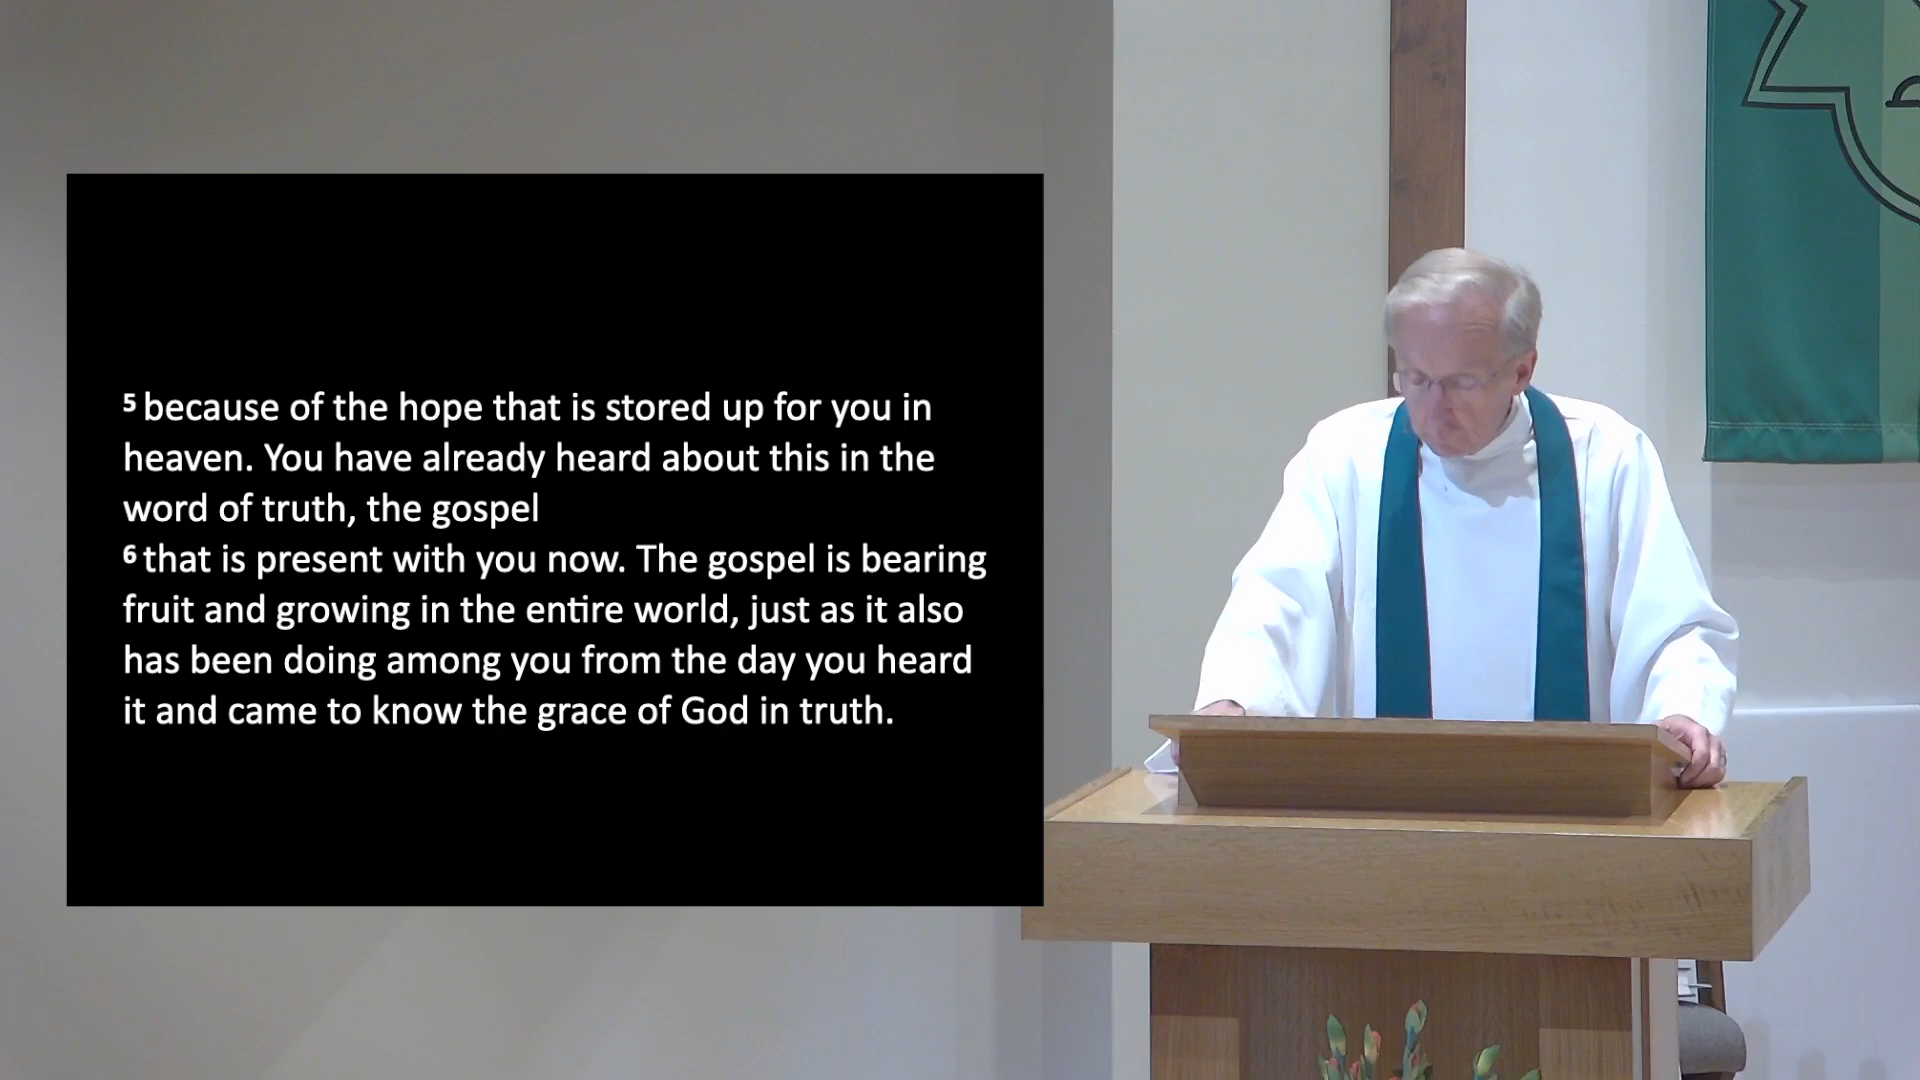 5 because of the hope that is stored up for you in
heaven. You have already heard about this in the
word of truth, the gospel
6 that is present with you now. The gospel is bearing
fruit and growing in the entire world, just as it also
has been doing among you from the day you heard
it and came to know the grace of God in truth.